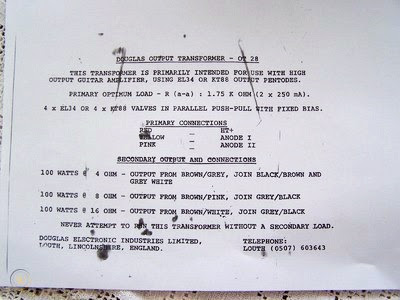 DOUGLAS OUTPUT TRANSFORMER - OT 28
THIS TRANSFORMER IS PRIMARILY INTENDED FOR USE WITH HIGH
OUTPUT GUITAR AMPLIFIER, USING EL34 OR KT88 OUTPUT PENTODES.
PRIMARY OPTIMUM LOAD - R (a-a) : 1.75 K OHM (2 x 250 mA).
4 x EL34 OR 4 x KT88 VALVES IN PARALLEL PUSH-PULL WITH FIXED BIAS.
PRIMARY CONNECTIONS
RED - HT+
YELLOW - ANODE I
PINK - ANODE II
SECONDARY OUTPUT AND CONNECTIONS
100 WATTS @ 4 OHM - OUTPUT FROM BROWN/GREY, JOIN BLACK/BROWN AND
GREY WHITE
100 WATTS @ 8 OHM - OUTPUT FROM BROWN/PINK, JOIN GREY/BLACK
100 WATTS @ 16 OHM - OUTPUT FROM BROWN/WHITE, JOIN GREY/BLACK
NEVER ATTEMPT TO RUN THIS TRANSFORMER WITHOUT A SECONDARY LOAD.
DOUGLAS ELECTRONIC INDUSTRIES LIMITED, TELEPHONE:
LOUTH, LINCOLNSHIRE, ENGLAND. LOUTH (0507) 603643